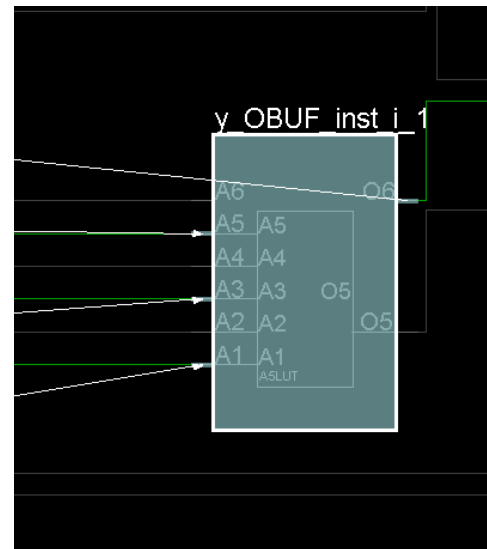 y_OBUF_inst_i_1
A6 O6
A5 A5
A4 A4
A3 A3 O5
A2 A2 O5
A1 A1
A5LUT